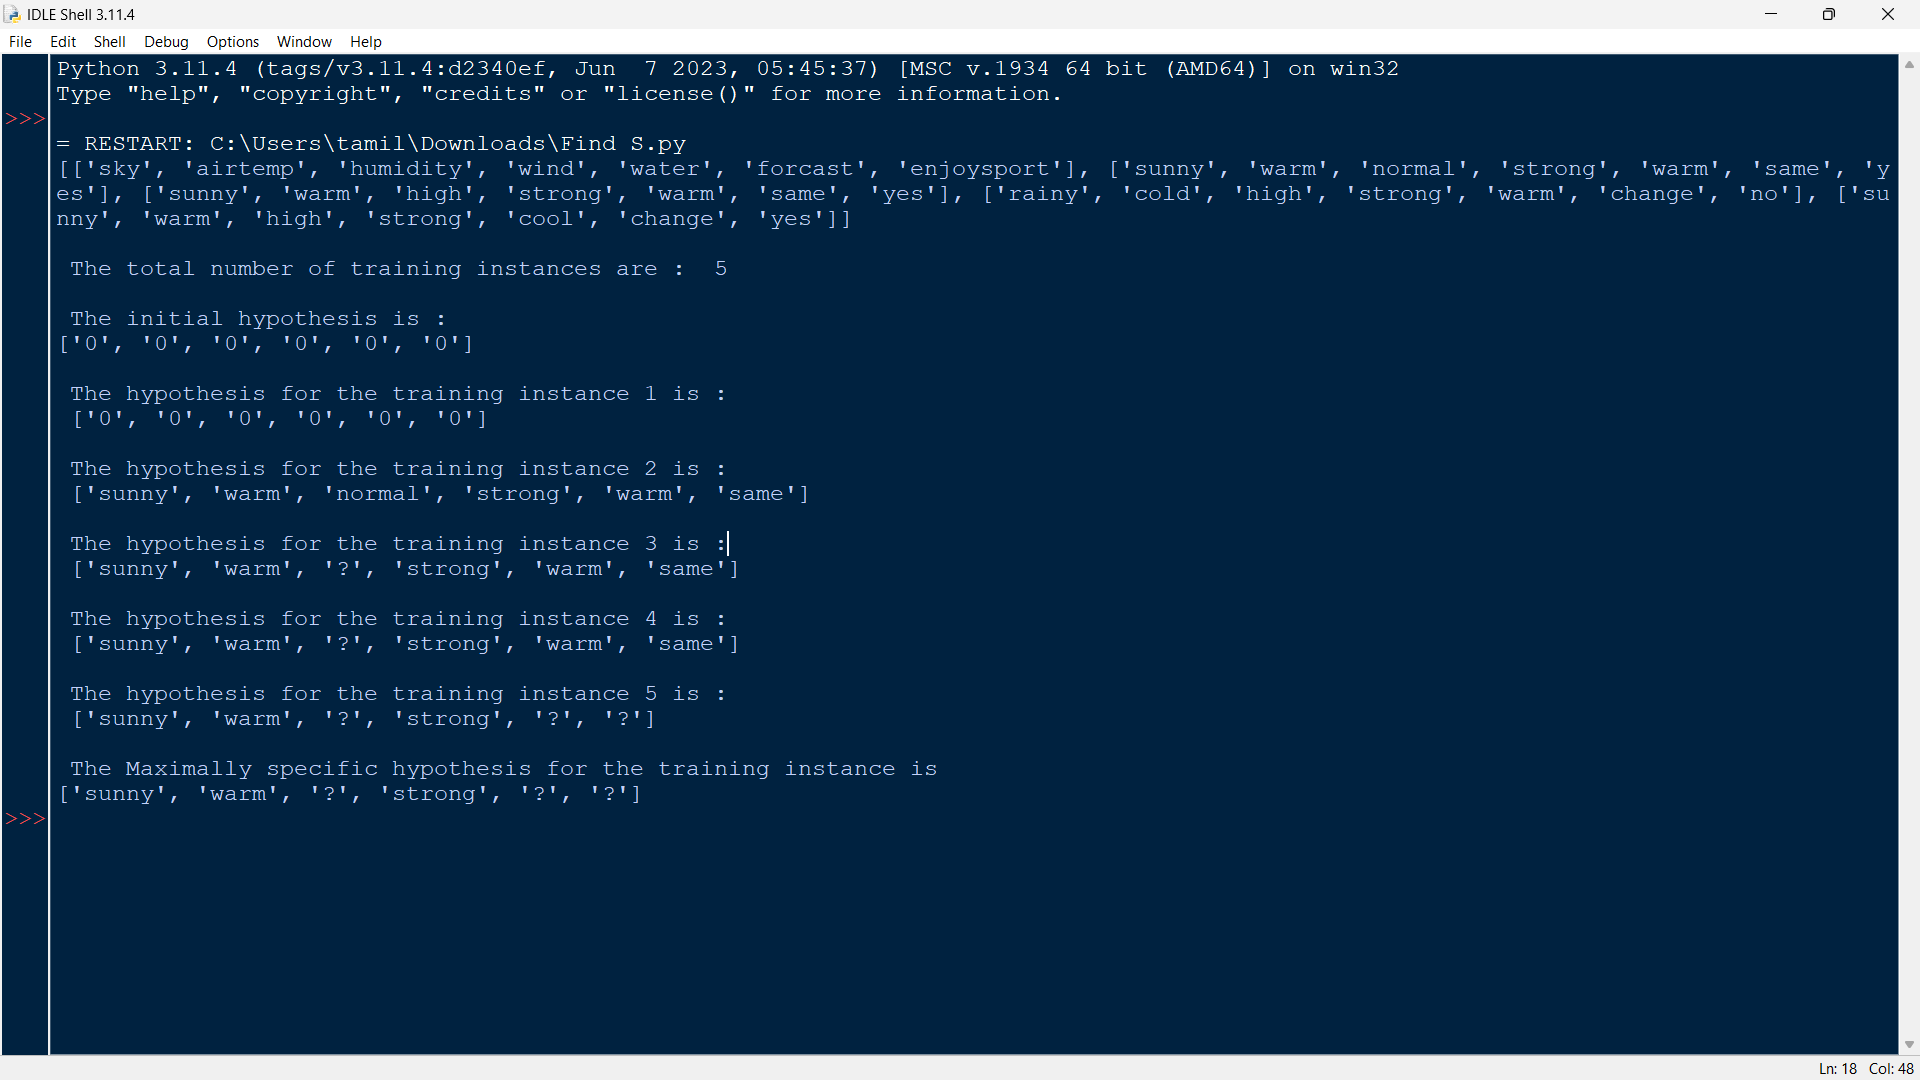 IDLE Shell 3.11.4
File Edit Shell Debug Options Window Help
Python 3.11.4 (tags/v3.11.4:d2340ef, Jun  7 2023, 05:45:37) [MSC v.1934 64 bit (AMD64)] on win32
Type "help", "copyright", "credits" or "license()" for more information.
>>>
= RESTART: C:\Users\tamil\Downloads\Find S.py
[['sky', 'airtemp', 'humidity', 'wind', 'water', 'forcast', 'enjoysport'], ['sunny', 'warm', 'normal', 'strong', 'warm', 'same', 'y
es'], ['sunny', 'warm', 'high', 'strong', 'warm', 'same', 'yes'], ['rainy', 'cold', 'high', 'strong', 'warm', 'change', 'no'], ['su
nny', 'warm', 'high', 'strong', 'cool', 'change', 'yes']]
The total number of training instances are :  5
The initial hypothesis is :
['0', '0', '0', '0', '0', '0']
The hypothesis for the training instance 1 is :
['0', '0', '0', '0', '0', '0']
The hypothesis for the training instance 2 is :
['sunny', 'warm', 'normal', 'strong', 'warm', 'same']
The hypothesis for the training instance 3 is :
['sunny', 'warm', '?', 'strong', 'warm', 'same']
The hypothesis for the training instance 4 is :
['sunny', 'warm', '?', 'strong', 'warm', 'same']
The hypothesis for the training instance 5 is :
['sunny', 'warm', '?', 'strong', '?', '?']
The Maximally specific hypothesis for the training instance is
['sunny', 'warm', '?', 'strong', '?', '?']
>>>
Ln: 18 Col: 48